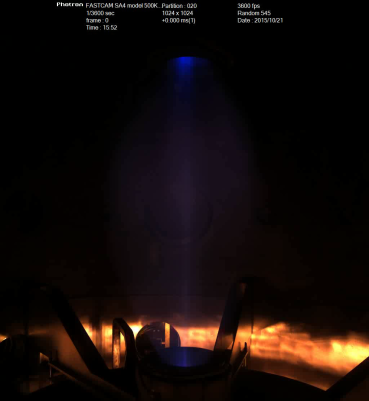 Photron FASTCAM SA4 model 500K... Partition : 020 3600 fps
1/3600 sec 1024 x 1024 Random 545
frame : 0 +0.000 ms(1) Date : 2015/10/21
Time : 15:52